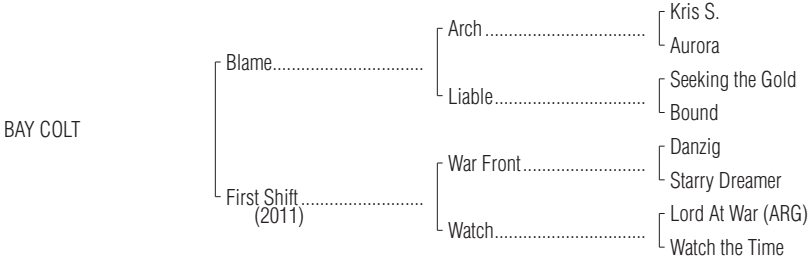 Kris S.
Arch ........................................
Aurora
Blame..............................
Seeking the Gold
Liable......................................
Bound
BAY COLT
Danzig
War Front................................
Starry Dreamer
First Shift........................
(2011)
Lord At War (ARG)
Watch......................................
Watch the Time